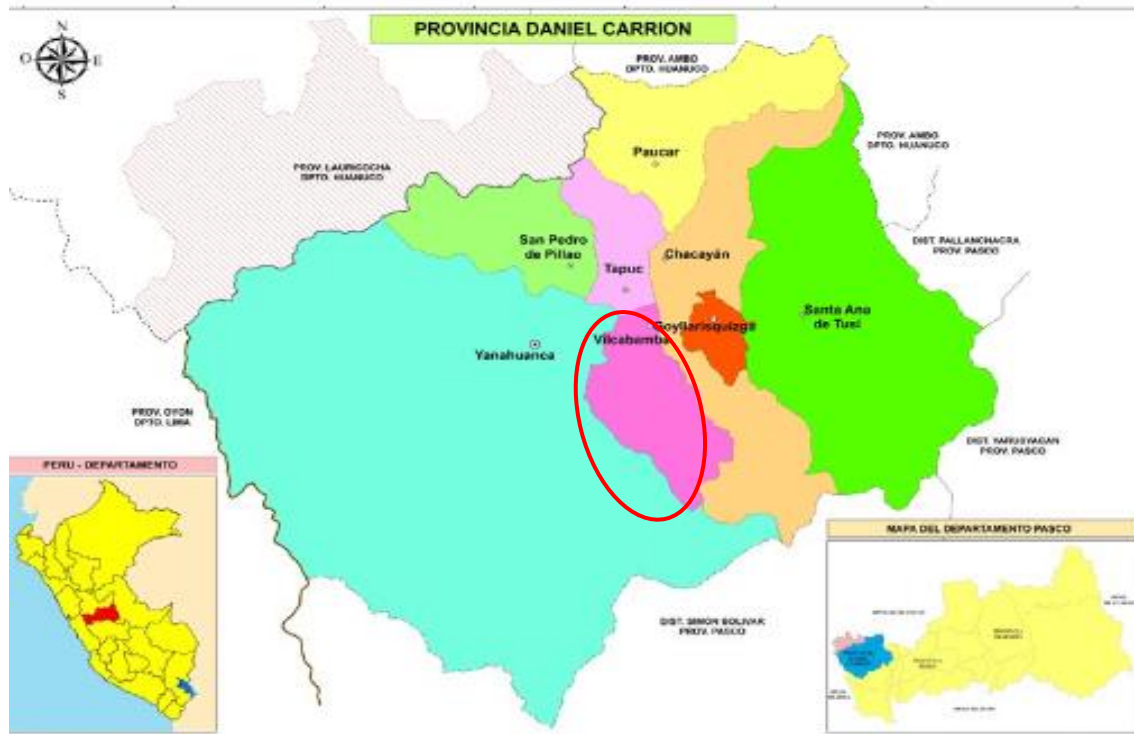 PROVINCIA DANIEL CARRION
N
O
E
S
PROV. AMBO
DPTO. HUANUCO
PROV. LAURICOCHA
DPTO. HUANUCO
Paucar
PROV. AMBO
DPTO. HUANUCO
San Pedro
de Pillao
Tapuc
Chacayán
DIST. PALLANCHACRA
PROV. PASCO
Yanahuanca
Vilcabamba
Goyllarisquizga
Santa Ana
de Tusi
PROV. OYON
DPTO. LIMA
DIST. YARUSYACAN
PROV. PASCO
PERU - DEPARTAMENTO
MAPA DEL DEPARTAMENTO PASCO
DIST. SIMON BOLIVAR
PROV. PASCO